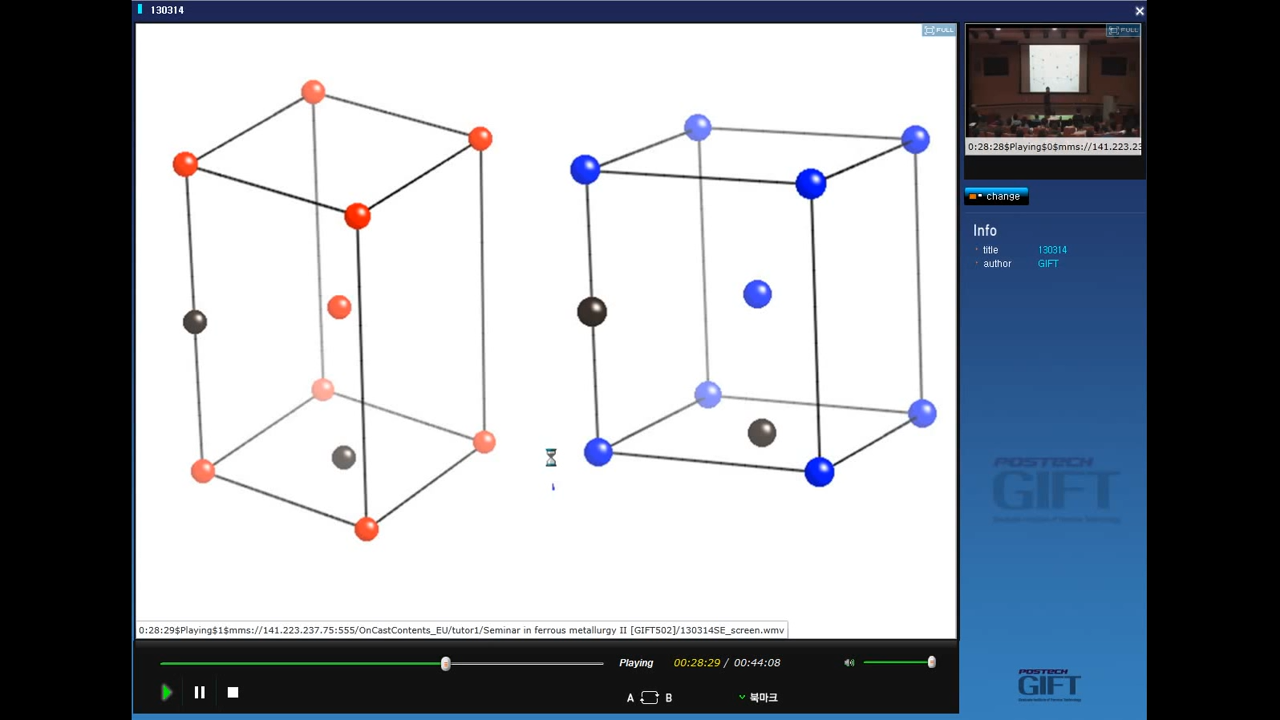 130314
FULL
FULL
0:28:28$Playing$0$mms://141.223.23
change
Info
title 130314
author GIFT
POSTECH
GIFT
0:28:29$Playing$1$mms://141.223.237.75:555/OnCastContents_EU/tutor1/Seminar in ferrous metallurgy II [GIFT502]/130314SE_screen.wmv
Playing 00:28:29 / 00:44:08
A B 북마크
POSTECH
GIFT